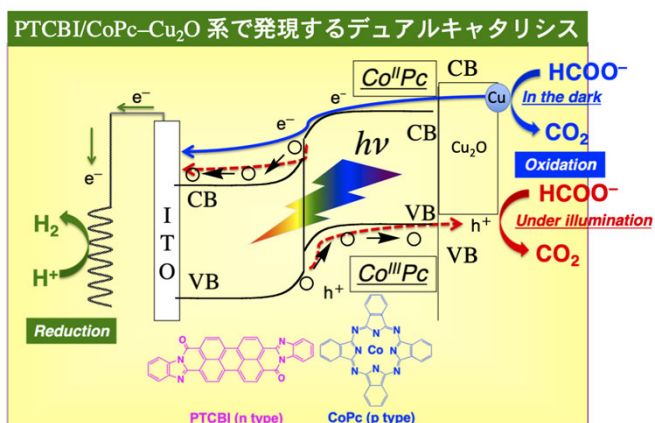 PTCBI/CoPc–Cu₂O 系で発現するデュアルキャタリシス
CoᴵᴵPc
CB
HCOO⁻
e⁻
e⁻
Cu
In the dark
e⁻
hν
CB
Cu₂O
CO₂
e⁻
CB
Oxidation
HCOO⁻
H₂
ITO
VB
h⁺
Under illumination
H⁺
VB
CoᴵᴵᴵPc
VB
CO₂
h⁺
Reduction
O
N
N
N
N
O
N
N
N
N
Co
N
N
N
N
N
PTCBI (n type)
CoPc (p type)